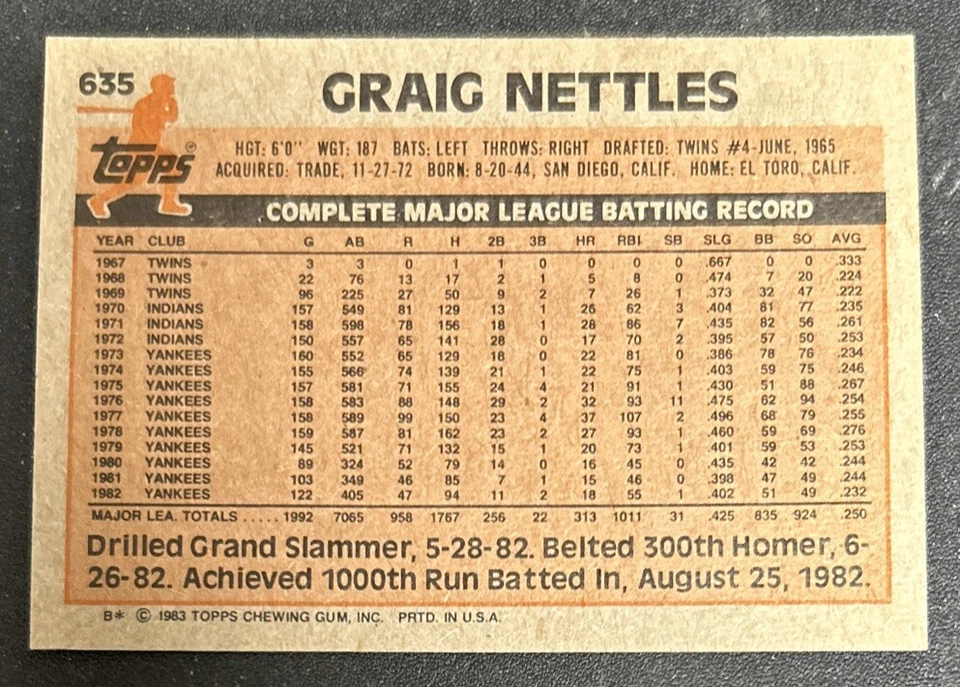 635
GRAIG NETTLES
Topps®
HGT: 6'0" WGT: 187 BATS: LEFT THROWS: RIGHT DRAFTED: TWINS #4-JUNE, 1965
ACQUIRED: TRADE, 11-27-72 BORN: 8-20-44, SAN DIEGO, CALIF. HOME: EL TORO, CALIF.
COMPLETE MAJOR LEAGUE BATTING RECORD
YEAR CLUB G AB R H 2B 3B HR RBI SB SLG BB SO AVG
1967 TWINS 3 3 0 1 1 0 0 0 0 .667 0 0 .333
1968 TWINS 22 76 13 17 2 1 5 8 0 .474 7 20 .224
1969 TWINS 96 225 27 50 9 2 7 26 1 .373 32 47 .222
1970 INDIANS 157 549 81 129 13 1 26 62 3 .404 81 77 .235
1971 INDIANS 158 598 78 156 18 1 28 86 7 .435 82 56 .261
1972 INDIANS 150 557 65 141 28 0 17 70 2 .395 57 50 .253
1973 YANKEES 160 552 65 129 18 0 22 81 0 .386 78 76 .234
1974 YANKEES 155 566 74 139 21 1 22 75 1 .403 59 75 .246
1975 YANKEES 157 581 71 155 24 4 21 91 1 .430 51 88 .267
1976 YANKEES 158 583 88 148 29 2 32 93 11 .475 62 94 .254
1977 YANKEES 158 589 99 150 23 4 37 107 2 .496 68 79 .255
1978 YANKEES 159 587 81 162 23 2 27 93 1 .460 59 69 .276
1979 YANKEES 145 521 71 132 15 1 20 73 1 .401 59 53 .253
1980 YANKEES 89 324 52 79 14 0 16 45 0 .435 42 42 .244
1981 YANKEES 103 349 46 85 7 1 15 46 0 .398 47 49 .244
1982 YANKEES 122 405 47 94 11 2 18 55 1 .402 51 49 .232
MAJOR LEA. TOTALS ..... 1992 7065 958 1767 256 22 313 1011 31 .425 835 924 .250
Drilled Grand Slammer, 5-28-82. Belted 300th Homer, 6-
26-82. Achieved 1000th Run Batted In, August 25, 1982.
B* © 1983 TOPPS CHEWING GUM, INC. PRTD. IN U.S.A.